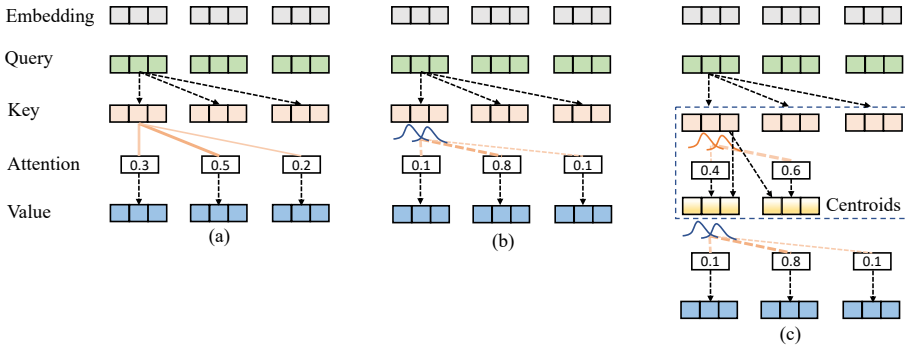 Embedding
Query
Key
Attention 0.3 0.5 0.2 0.1 0.8 0.1
0.4 0.6
Value
Centroids
(a)
(b)
0.1 0.8 0.1
(c)